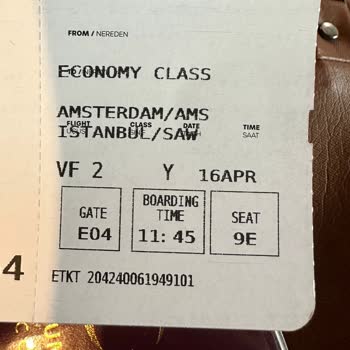 FROM / NEREDEN
ECONOMY CLASS
AMSTERDAM/AMS
FLIGHT CLASS DATE TIME
ISTANBUL/SAW SAAT
VF 2 Y 16APR
GATE BOARDING TIME SEAT
E04 11:45 9E
4
ETKT 204240061949101